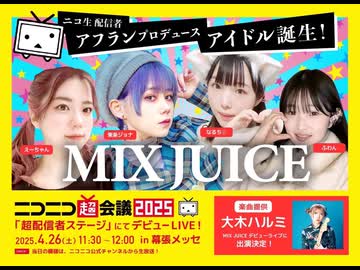 ニコ生 配信者
アフランプロデュース アイドル誕生!
えーちゃん
なるち
ふわん
MIX JUICE
ニコニコ超会議2025
「超配信者ステージ」にてデビューLIVE!
2025.4.26(土) 11:30~12:00 in 幕張メッセ
当日の模様は、ニコニコ公式チャンネルから生放送!
楽曲提供
大木ハルミ
MIX JUICE デビューライブに
出演決定!